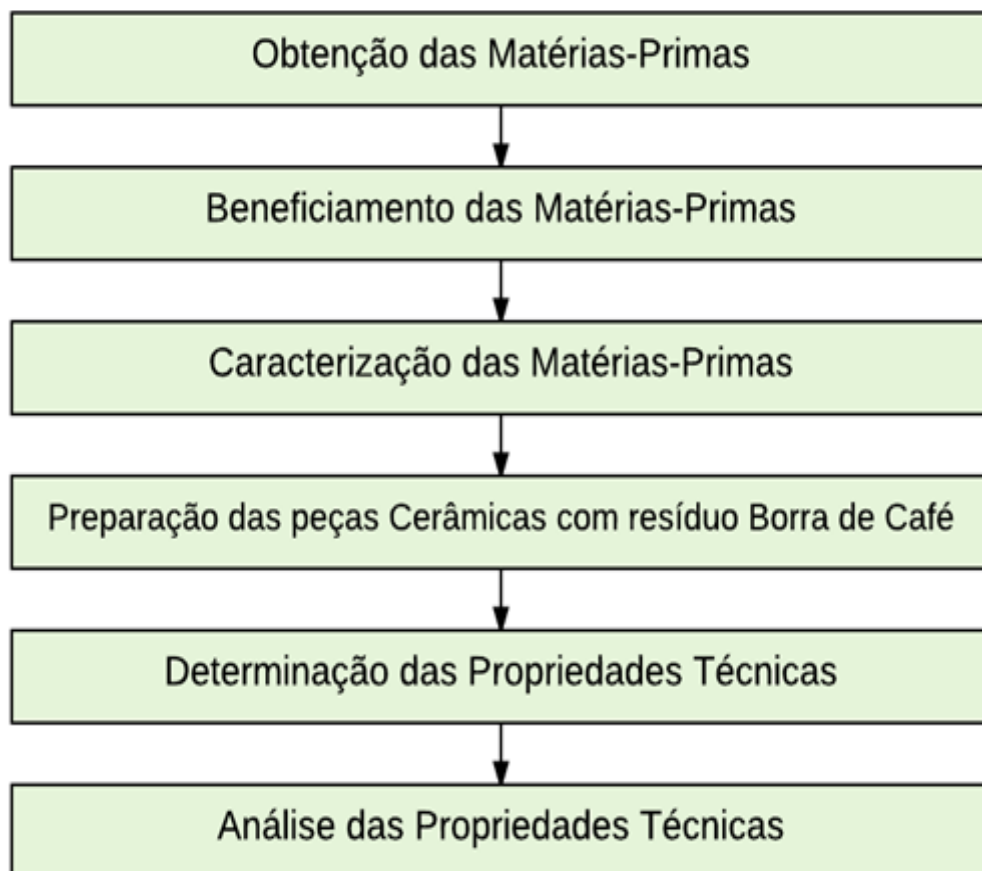 Obtenção das Matérias-Primas
Beneficiamento das Matérias-Primas
Caracterização das Matérias-Primas
Preparação das peças Cerâmicas com resíduo Borra de Café
Determinação das Propriedades Técnicas
Análise das Propriedades Técnicas